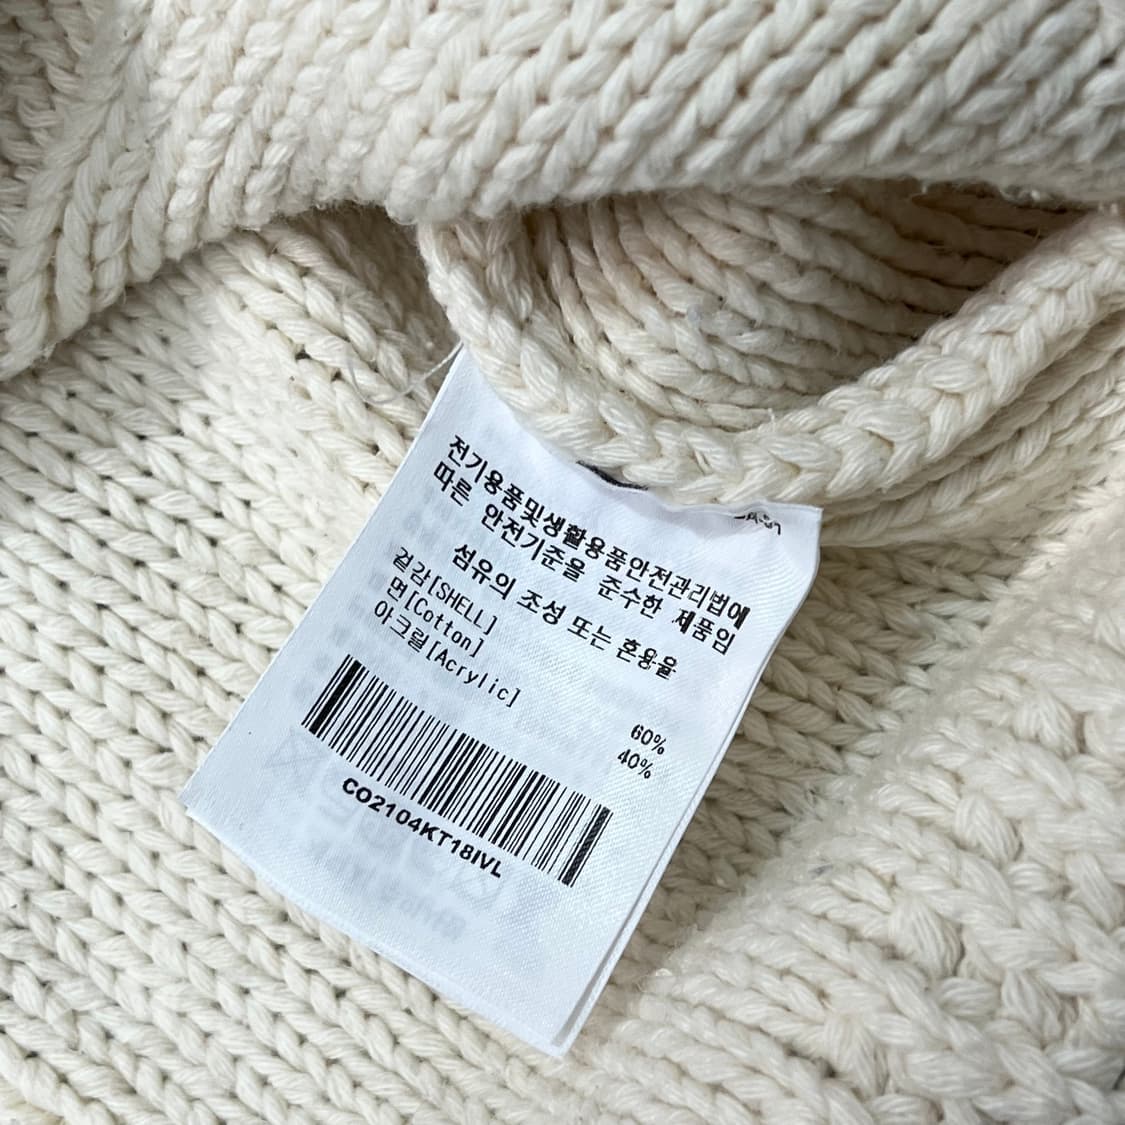 전기용품및생활용품안전관리법에
따른 안전기준을 준수한 제품임
섬유의 조성 또는 혼용율
겉감[SHELL]
면[Cotton] 60%
아크릴[Acrylic] 40%
CO2104KT18IVL